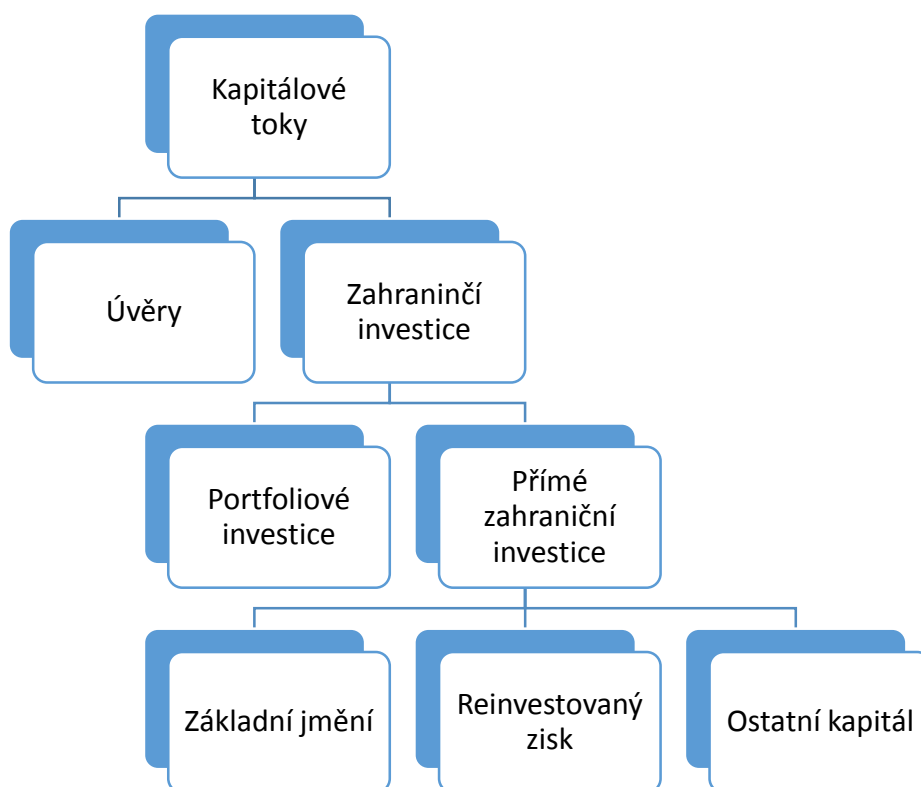 Kapitálové
toky
Úvěry
Zahraninčí
investice
Portfoliové
investice
Přímé
zahraniční
investice
Základní jmění
Reinvestovaný
zisk
Ostatní kapitál